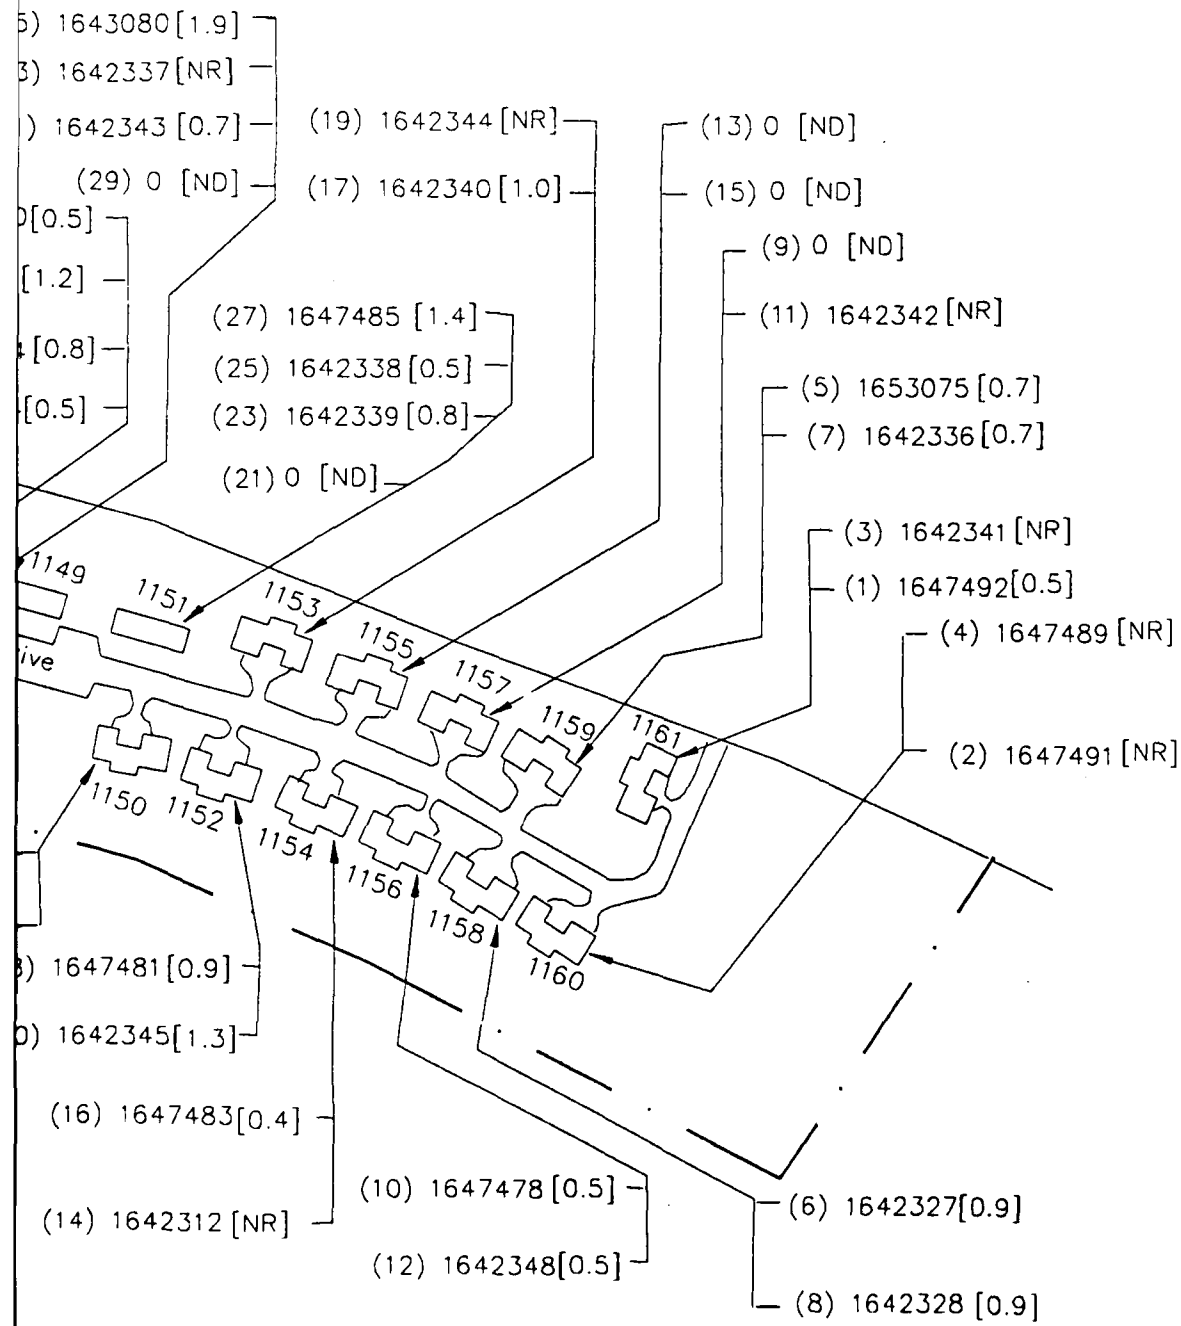 5) 1643080 [1.9]
3) 1642337 [NR]
) 1642343 [0.7]
(29) 0 [ND]
0[0.5]
[1.2]
4 [0.8]
[0.5]
(19) 1642344 [NR]
(17) 1642340 [1.0]
(13) 0 [ND]
(15) 0 [ND]
(9) 0 [ND]
(11) 1642342 [NR]
(27) 1647485 [1.4]
(25) 1642338 [0.5]
(23) 1642339 [0.8]
(21) 0 [ND]
(5) 1653075 [0.7]
(7) 1642336 [0.7]
(3) 1642341 [NR]
(1) 1647492 [0.5]
(4) 1647489 [NR]
(2) 1647491 [NR]
1149
1151
1153
1155
1157
1159
1161
ive
1150
1152
1154
1156
1158
1160
) 1647481 [0.9]
0) 1642345 [1.3]
(16) 1647483 [0.4]
(14) 1642312 [NR]
(10) 1647478 [0.5]
(12) 1642348 [0.5]
(6) 1642327 [0.9]
(8) 1642328 [0.9]